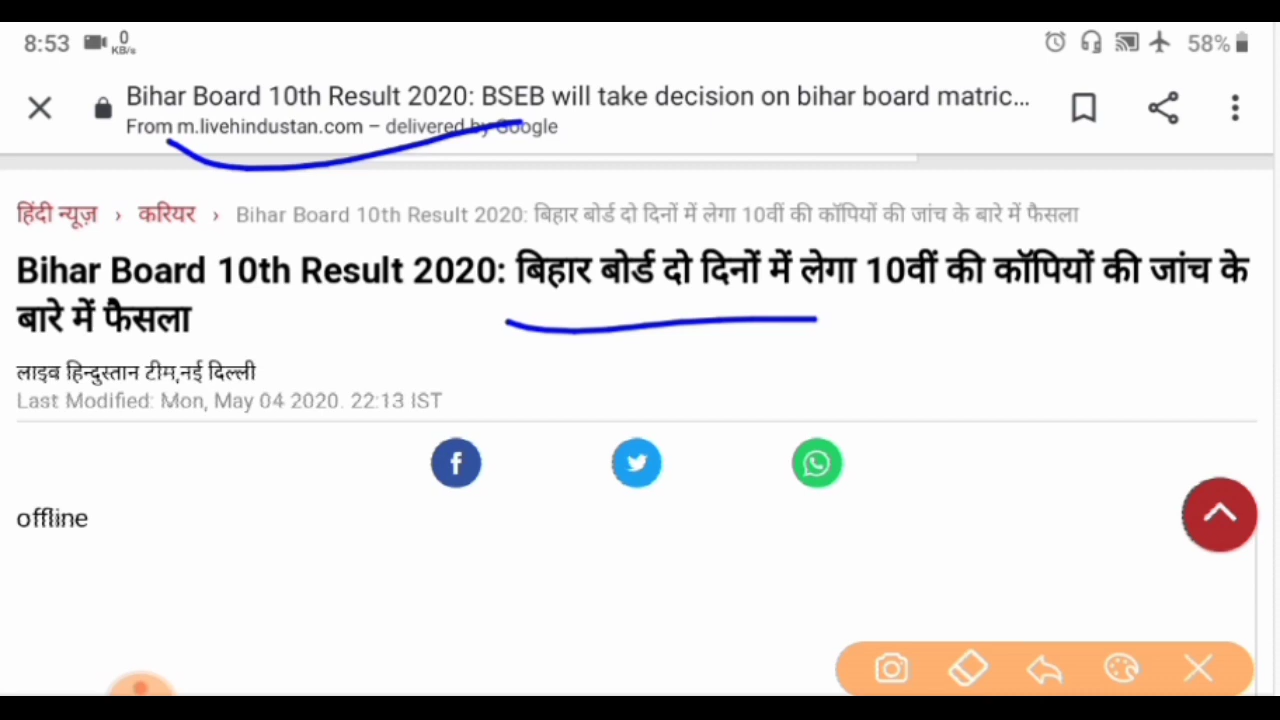 8:53 0 KB/s 58%
Bihar Board 10th Result 2020: BSEB will take decision on bihar board matric...
From m.livehindustan.com – delivered by Google
हिंदी न्यूज़ › करियर › Bihar Board 10th Result 2020: बिहार बोर्ड दो दिनों में लेगा 10वीं की कॉपियों की जांच के बारे में फैसला
Bihar Board 10th Result 2020: बिहार बोर्ड दो दिनों में लेगा 10वीं की कॉपियों की जांच के
बारे में फैसला
लाइव हिन्दुस्तान टीम,नई दिल्ली
Last Modified: Mon, May 04 2020. 22:13 IST
f
offline